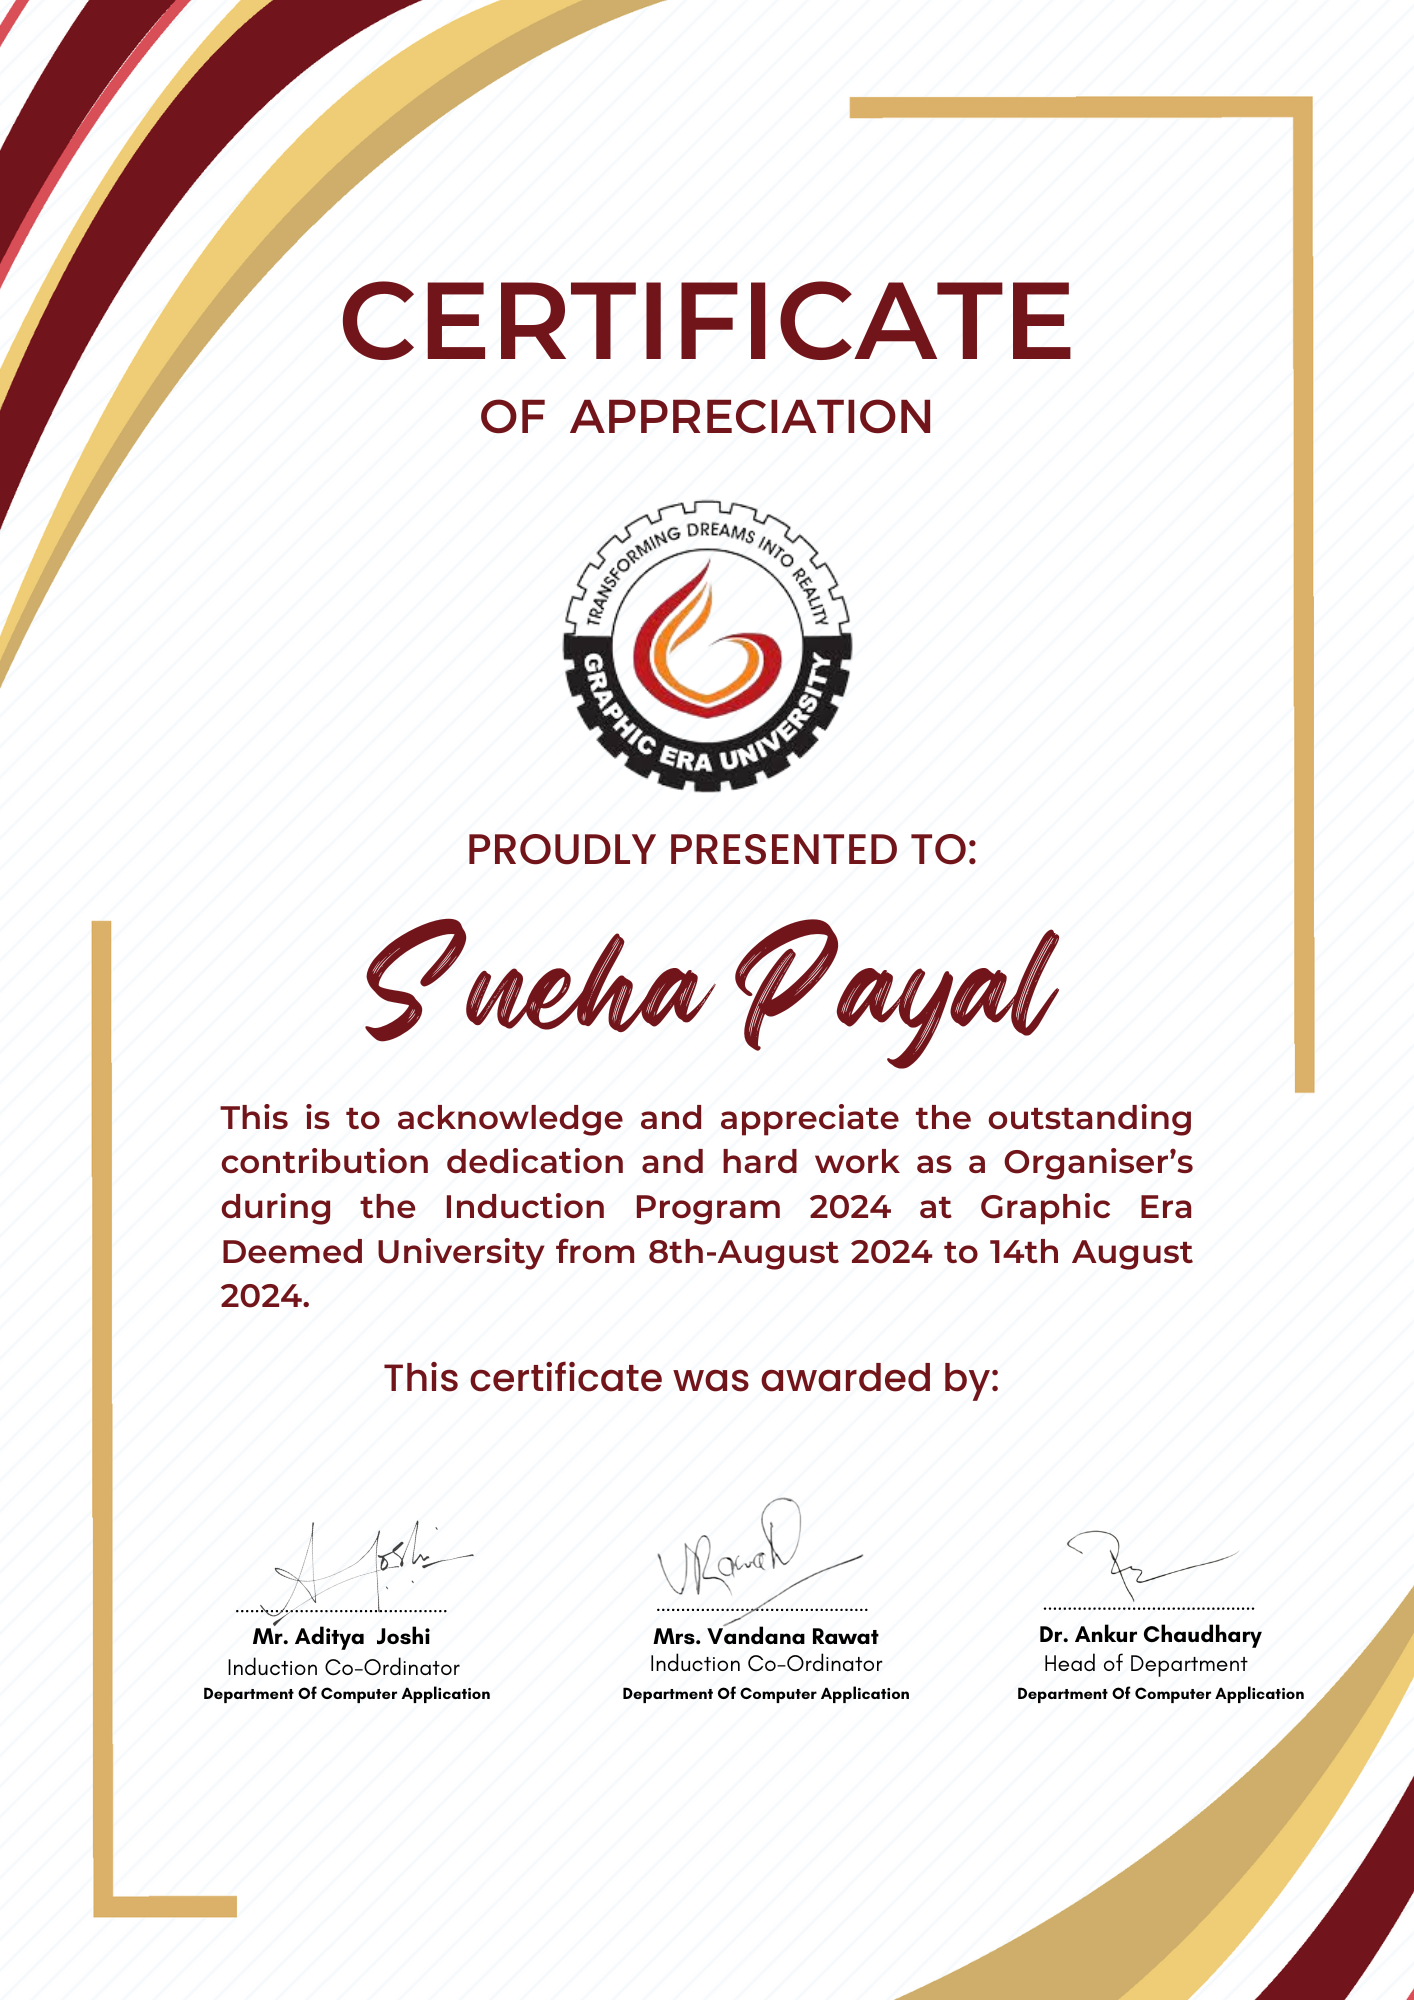 CERTIFICATE
OF APPRECIATION
TRANSFORMING DREAMS INTO REALITY
GRAPHIC ERA UNIVERSITY
PROUDLY PRESENTED TO:
Sneha Payal
This is to acknowledge and appreciate the outstanding
contribution dedication and hard work as a Organiser’s
during the Induction Program 2024 at Graphic Era
Deemed University from 8th-August 2024 to 14th August
2024.
This certificate was awarded by:
A Joshi
VRawat
Mr. Aditya Joshi
Induction Co-Ordinator
Department Of Computer Application
Mrs. Vandana Rawat
Induction Co-Ordinator
Department Of Computer Application
Dr. Ankur Chaudhary
Head of Department
Department Of Computer Application